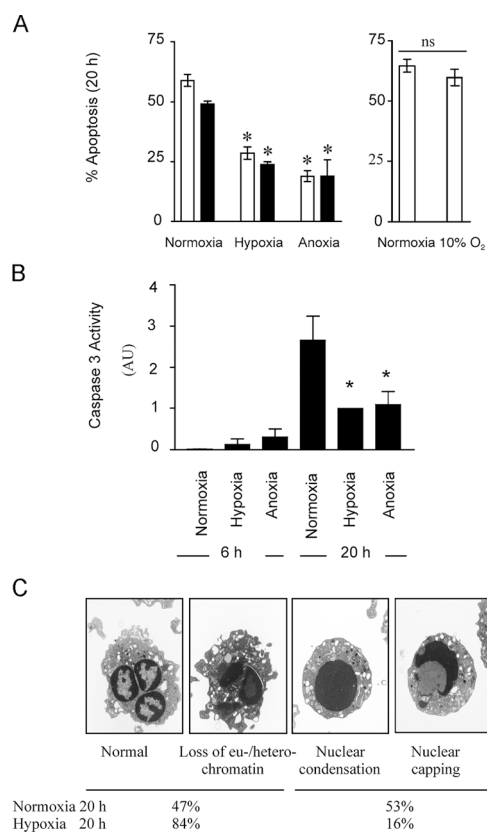 A
% Apoptosis (20 h)
75
50
25
0
* * * *
Normoxia Hypoxia Anoxia
ns
75
50
25
0
Normoxia 10% O2
B
Caspase 3 Activity
(AU)
4
3
2
1
1
0
* *
Normoxia Hypoxia Anoxia Normoxia Hypoxia Anoxia
6 h 20 h
C
Normal Loss of eu-/hetero- Nuclear Nuclear
chromatin condensation capping
Normoxia 20 h 47% 53%
Hypoxia 20 h 84% 16%